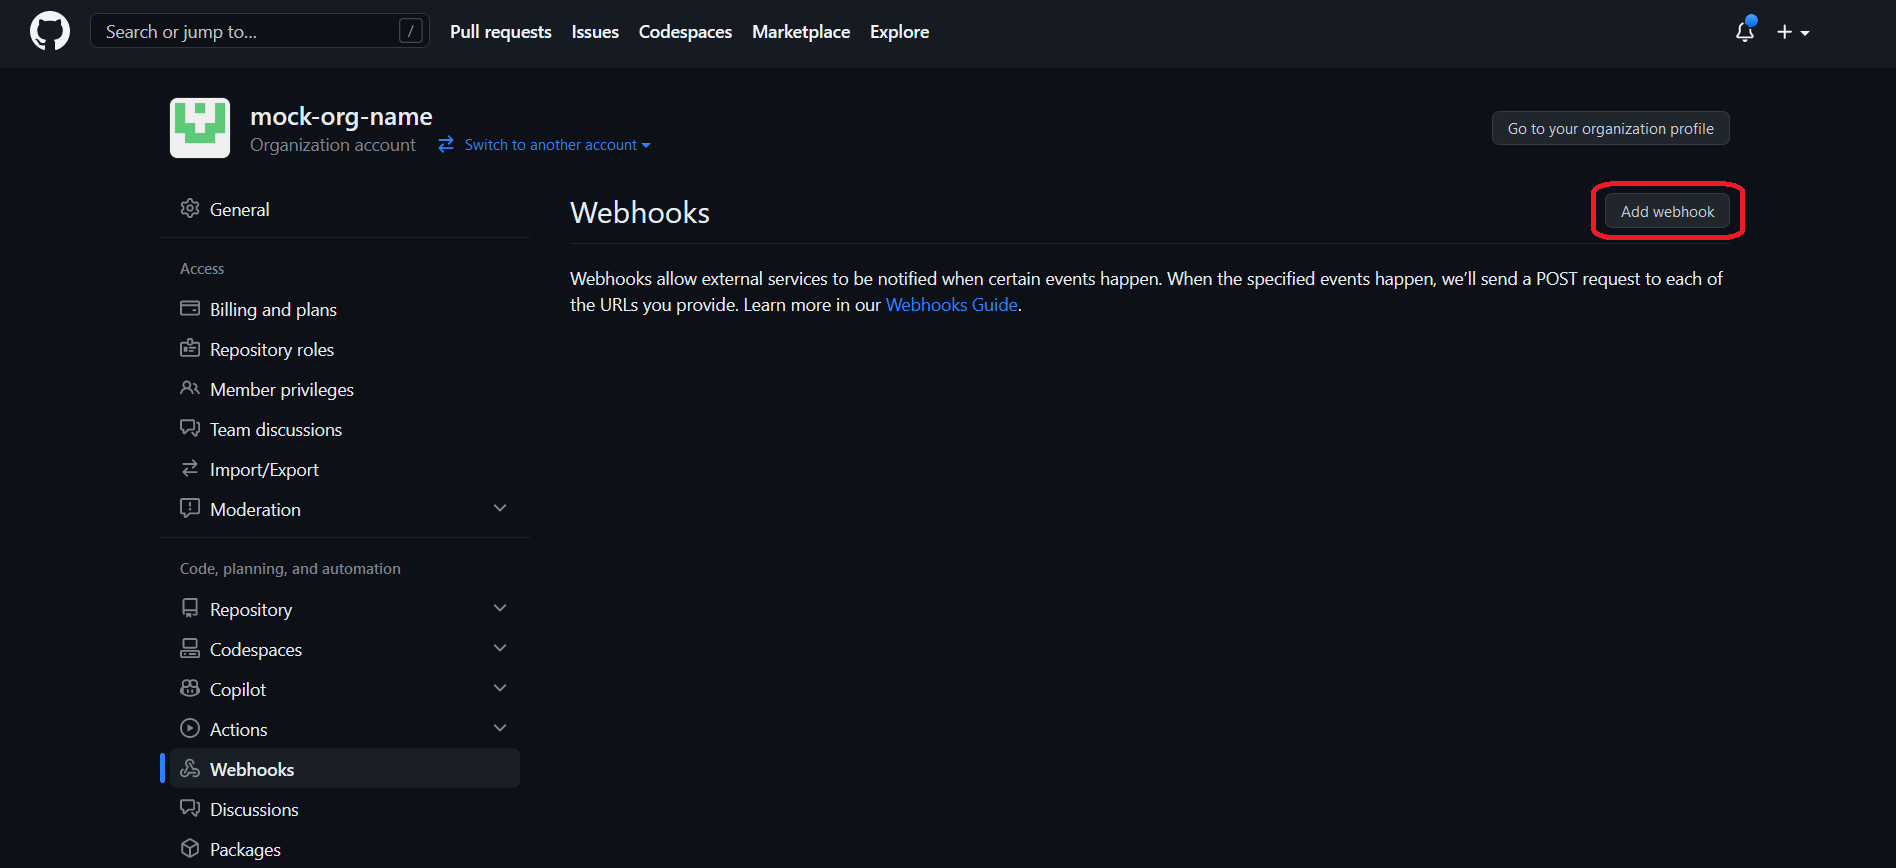 Search or jump to... /
Pull requests Issues Codespaces Marketplace Explore
mock-org-name
Organization account Switch to another account
Go to your organization profile
General
Access
Billing and plans
Repository roles
Member privileges
Team discussions
Import/Export
Moderation
Code, planning, and automation
Repository
Codespaces
Copilot
Actions
Webhooks
Discussions
Packages
Webhooks
Add webhook
Webhooks allow external services to be notified when certain events happen. When the specified events happen, we’ll send a POST request to each of
the URLs you provide. Learn more in our Webhooks Guide.